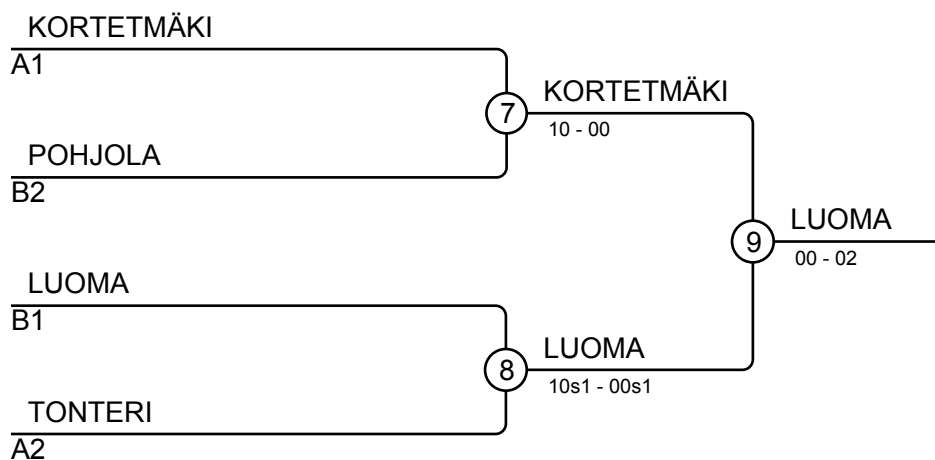 KORTETMÄKI
A1
7
KORTETMÄKI
10 - 00
POHJOLA
B2
9
LUOMA
00 - 02
LUOMA
B1
8
LUOMA
10s1 - 00s1
TONTERI
A2